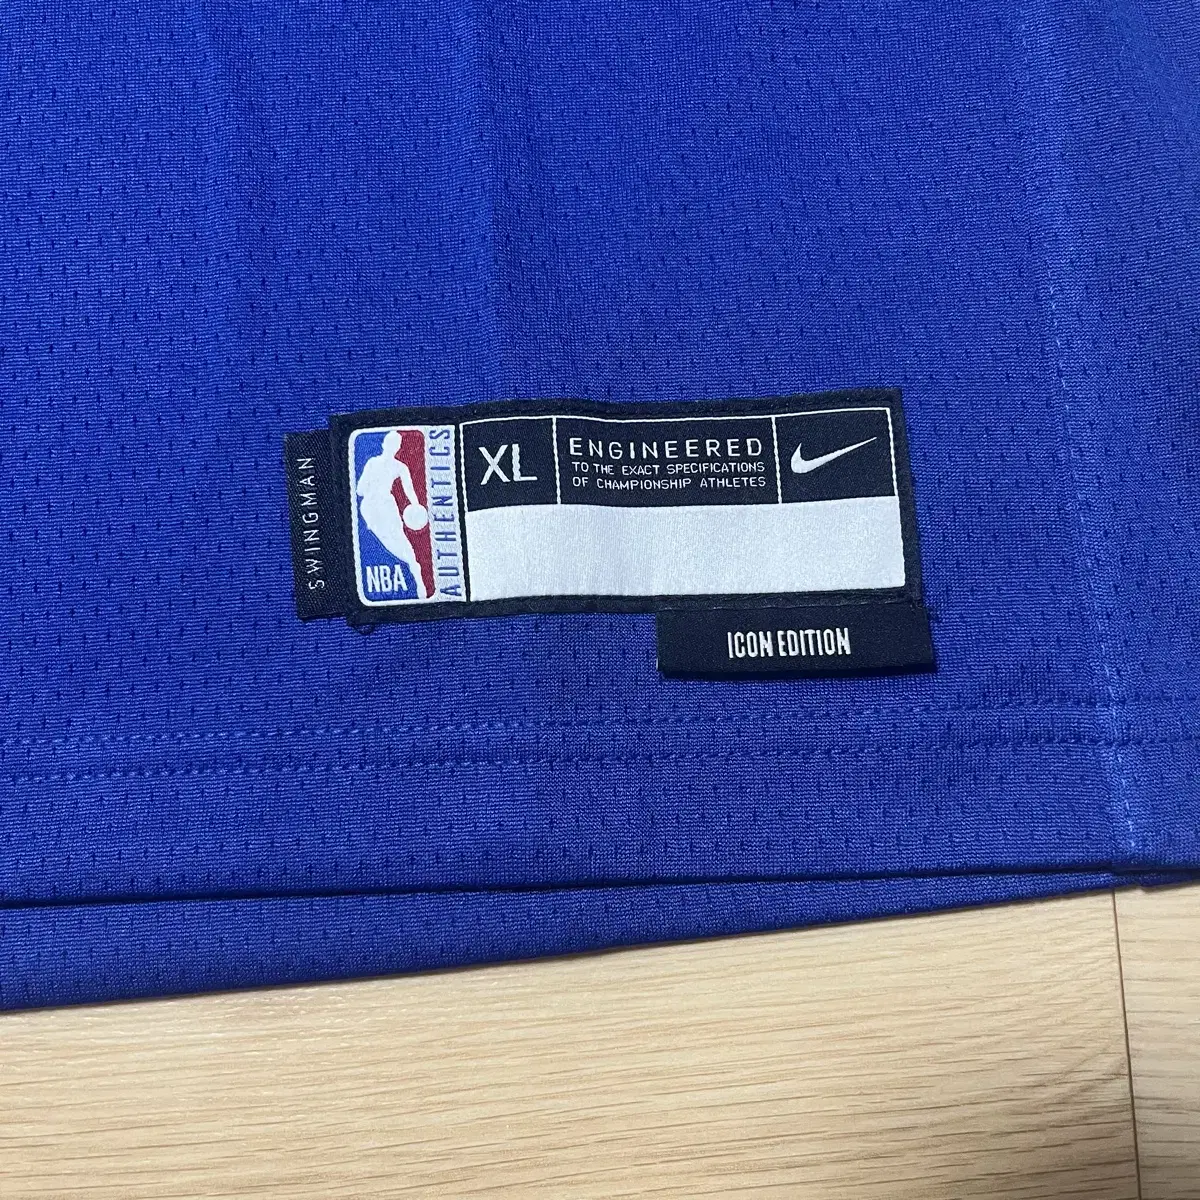 SWINGMAN
NBA
AUTHENTICS
XL
ENGINEERED
TO THE EXACT SPECIFICATIONS
OF CHAMPIONSHIP ATHLETES
ICON EDITION